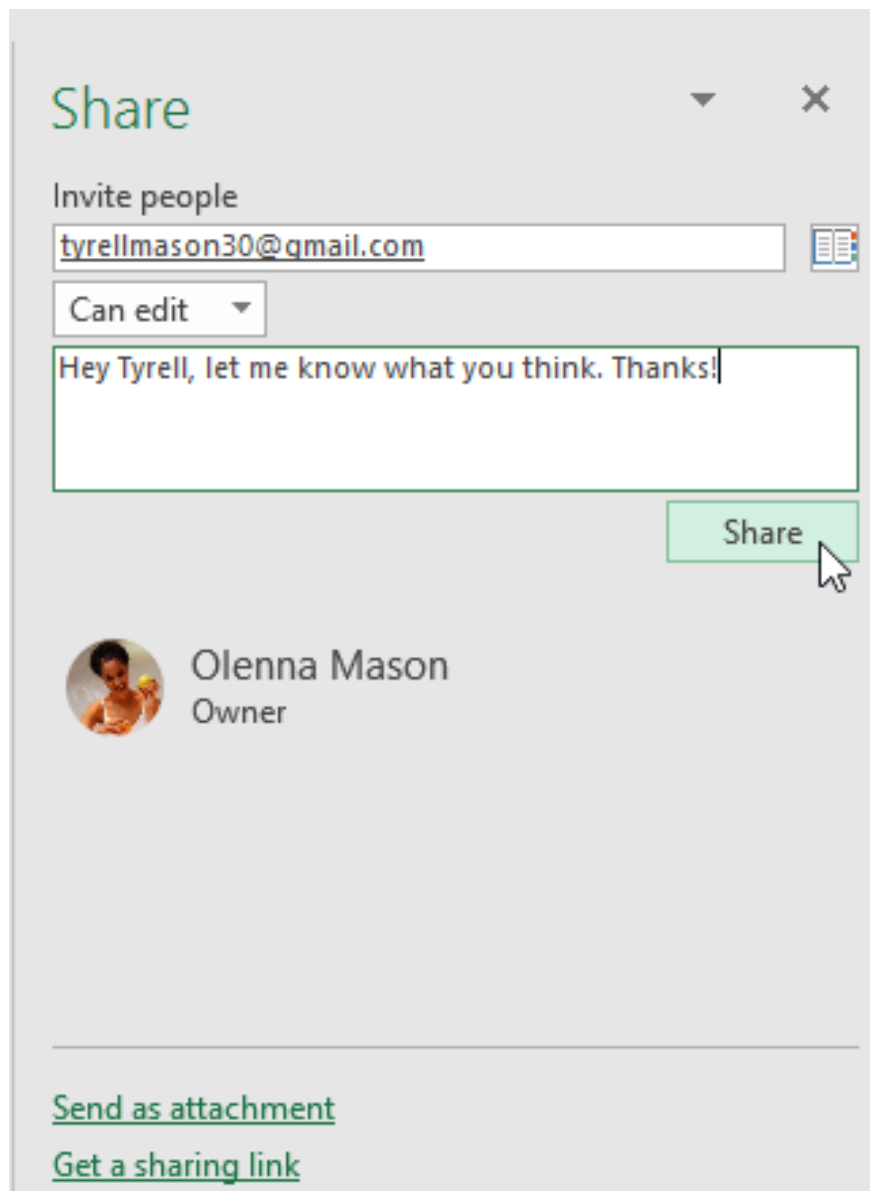 Share
Invite people
tyrellmason30@gmail.com
Can edit
Hey Tyrell, let me know what you think. Thanks!
Share
Olenna Mason
Owner
Send as attachment
Get a sharing link